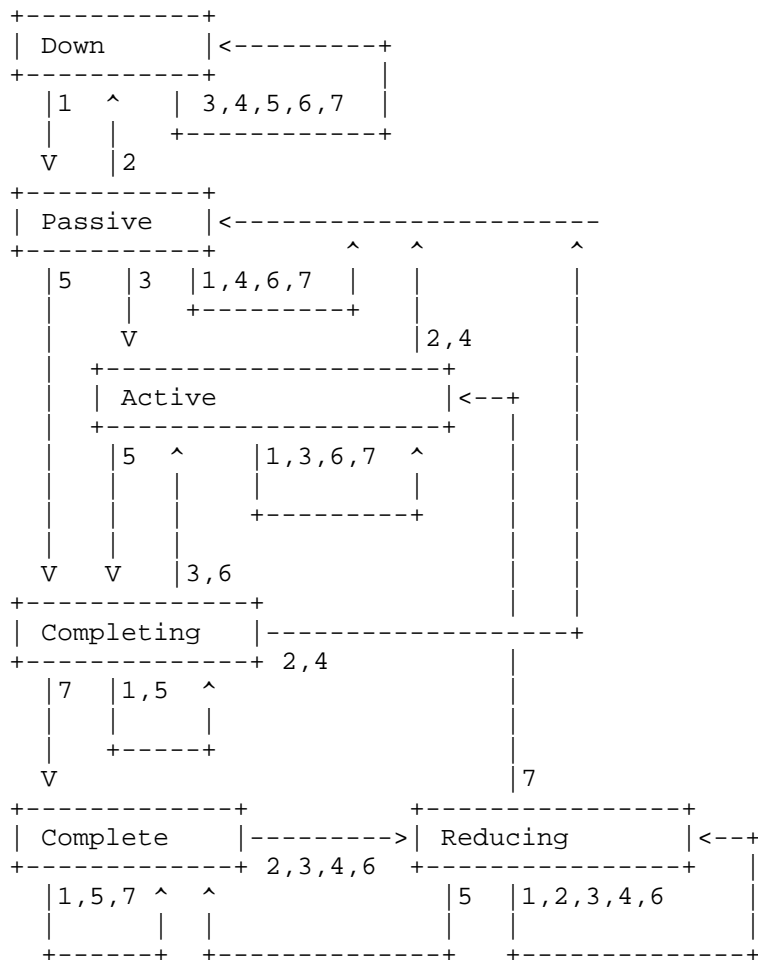 Down
1 3,4,5,6,7
2
Passive
5 3 1,4,6,7
2,4
Active
5 1,3,6,7
3,6
Completing
2,4
7 1,5
7
Complete Reducing
2,3,4,6
1,5,7 5 1,2,3,4,6